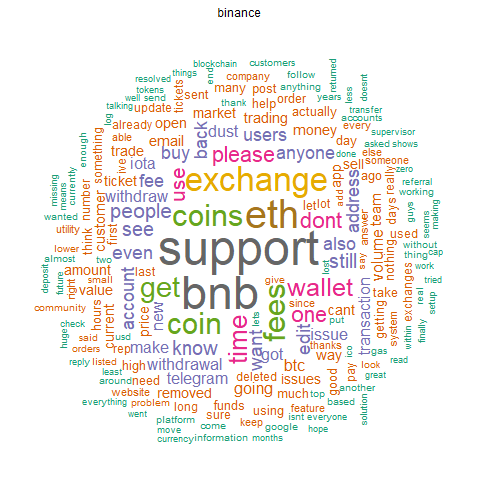 binance
blockchain customers
resolved things end company follow
tokens tickets many post anything returned
well send sent thank help order years less doesnt
talking update market actually transfer
log already open trading money every accounts
able email back dust users day done asked shows
enough something trade iota buy please anyone app add sell else supervisor
currently ive fee use exchange address ago someone zero
missing number ticket withdraw let lot really referral
means customer people coins eth dont days team working
wanted think first see also still volume answer guys
utility even support used say nothing without seems making
lower almost two last get bnb wallet transaction getting thing cap
deposit future right amount small account give fees lost one cant take exchanges work
community value price new coin since put issue system within real tried
huge check hours current usd lets edit thanks ico gas finally setup
said rep make know time want way look read
orders listed high withdrawal got btc good pay great
reply least need telegram deleted issues another
around website removed going much top based solution
everything problem long funds using feature isnt everyone
went platform sure keep google hope
move come information months
currency